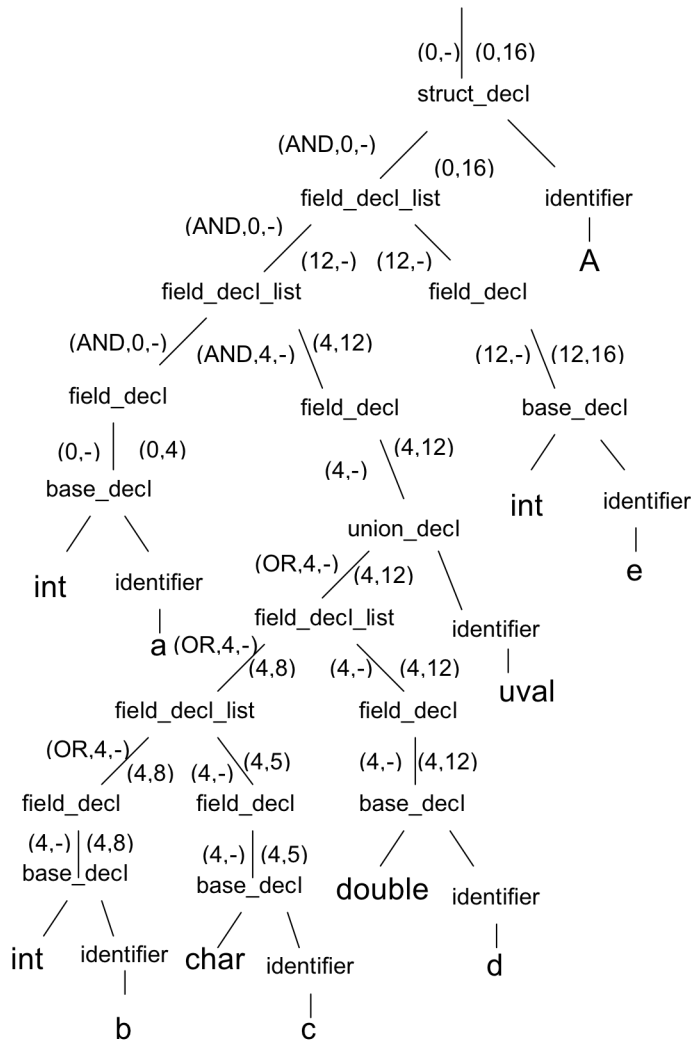 (0,-) (0,16)
struct_decl
(AND,0,-) (0,16)
field_decl_list identifier
(AND,0,-) (12,-) (12,-) A
field_decl_list field_decl
(AND,0,-) (AND,4,-) (4,12) (12,-) (12,16)
field_decl field_decl base_decl
(0,-) (0,4) (4,-) (4,12)
base_decl int identifier
union_decl
int identifier (OR,4,-) (4,12) e
field_decl_list identifier
a (OR,4,-) (4,8) (4,-) (4,12) uval
field_decl_list field_decl
(OR,4,-) (4,8) (4,-) (4,5) (4,-) (4,12)
field_decl field_decl base_decl
(4,-) (4,8) (4,-) (4,5)
base_decl base_decl double identifier
int identifier char identifier d
b c